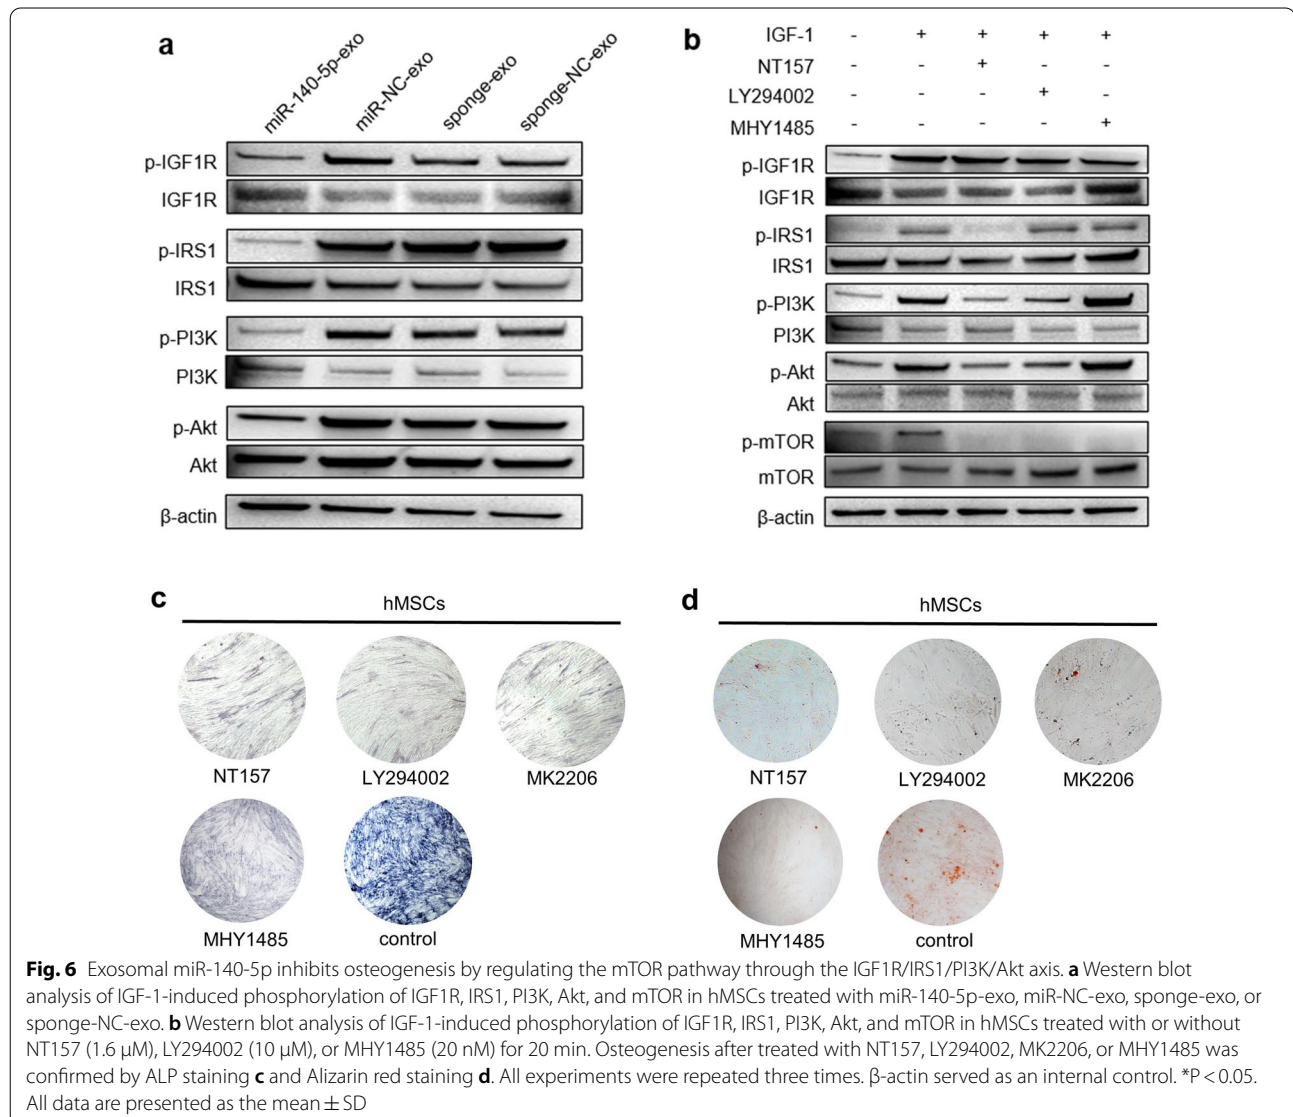 a
miR-140-5p-exo
miR-NC-exo
sponge-exo
sponge-NC-exo
p-IGF1R
IGF1R
p-IRS1
IRS1
p-PI3K
PI3K
p-Akt
Akt
β-actin
b
IGF-1 - + + + +
NT157 - - + - -
LY294002 - - - + -
MHY1485 - - - - +
p-IGF1R
IGF1R
p-IRS1
IRS1
p-PI3K
PI3K
p-Akt
Akt
p-mTOR
mTOR
β-actin
c
hMSCs
NT157 LY294002 MK2206
MHY1485 control
d
hMSCs
NT157 LY294002 MK2206
MHY1485 control
Fig. 6 Exosomal miR-140-5p inhibits osteogenesis by regulating the mTOR pathway through the IGF1R/IRS1/PI3K/Akt axis. a Western blot
analysis of IGF-1-induced phosphorylation of IGF1R, IRS1, PI3K, Akt, and mTOR in hMSCs treated with miR-140-5p-exo, miR-NC-exo, sponge-exo, or
sponge-NC-exo. b Western blot analysis of IGF-1-induced phosphorylation of IGF1R, IRS1, PI3K, Akt, and mTOR in hMSCs treated with or without
NT157 (1.6 μM), LY294002 (10 μM), or MHY1485 (20 nM) for 20 min. Osteogenesis after treated with NT157, LY294002, MK2206, or MHY1485 was
confirmed by ALP staining c and Alizarin red staining d. All experiments were repeated three times. β-actin served as an internal control. *P < 0.05.
All data are presented as the mean ± SD